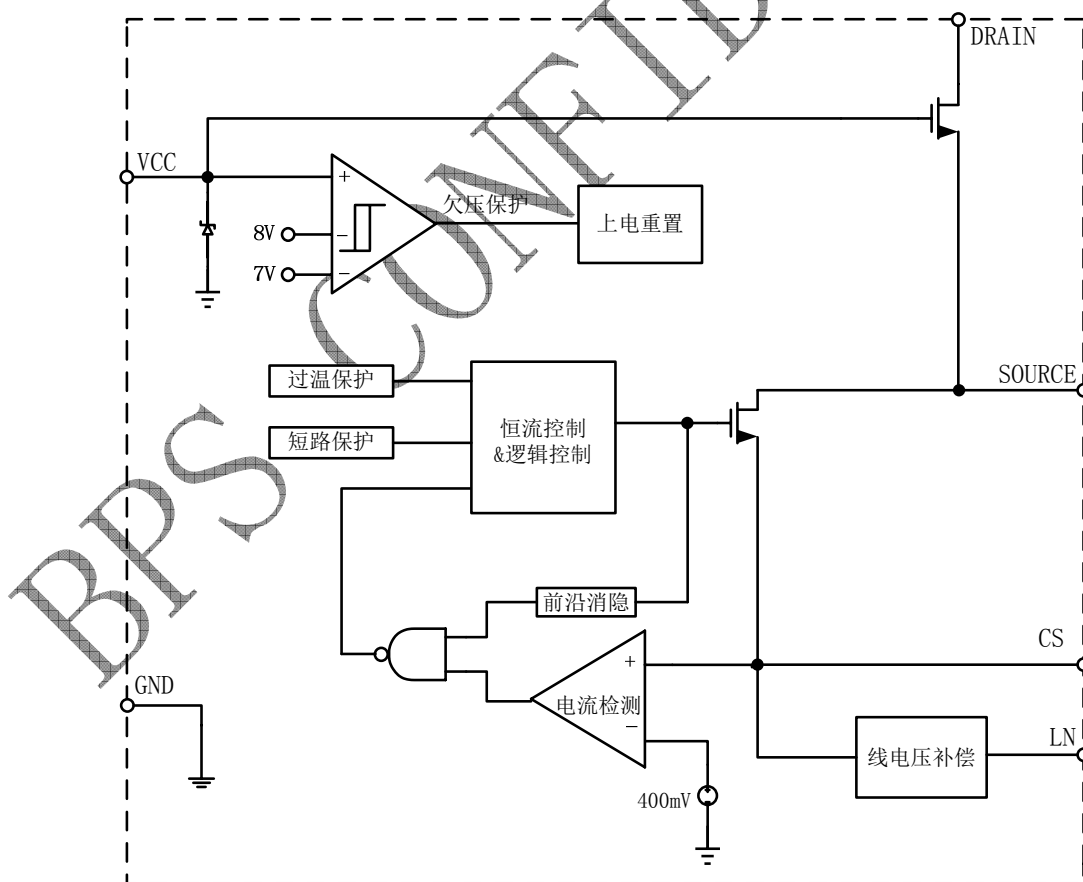 DRAIN
VCC
+
欠压保护
上电重置
8V
-
7V
-
SOURCE
过温保护
短路保护
恒流控制
&逻辑控制
前沿消隐
CS
+
电流检测
-
GND
LN
线电压补偿
400mV
BPS CONFID